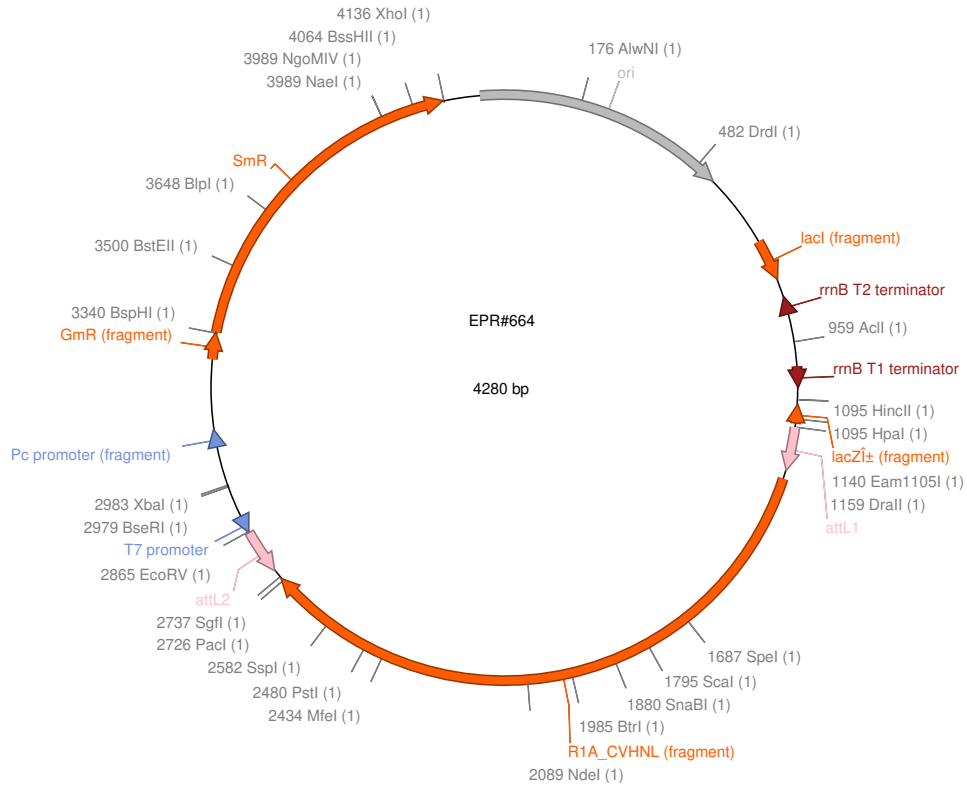 4136 XhoI (1)
4064 BssHII (1)
3989 NgoMIV (1)
3989 NaeI (1)
176 AlwNI (1)
ori
482 DrdI (1)
SmR
3648 BlpI (1)
3500 BstEII (1)
lacI (fragment)
rrnB T2 terminator
3340 BspHI (1)
GmR (fragment)
EPR#664
959 AclI (1)
rrnB T1 terminator
4280 bp
1095 HincII (1)
1095 HpaI (1)
lacZÎ± (fragment)
Pc promoter (fragment)
1140 Eam1105I (1)
1159 DraII (1)
attL1
2983 XbaI (1)
2979 BseRI (1)
T7 promoter
2865 EcoRV (1)
attL2
2737 SgfI (1)
2726 PacI (1)
2582 SspI (1)
2480 PstI (1)
2434 MfeI (1)
1687 SpeI (1)
1795 ScaI (1)
1880 SnaBI (1)
1985 BtrI (1)
R1A_CVHNL (fragment)
2089 NdeI (1)